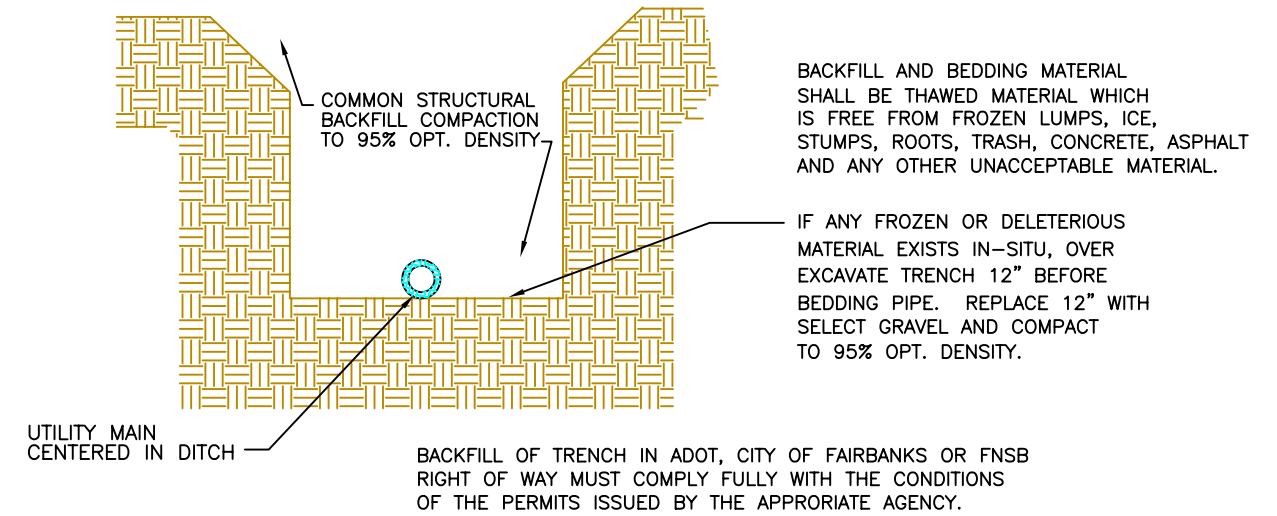 COMMON STRUCTURAL
BACKFILL COMPACTION
TO 95% OPT. DENSITY
BACKFILL AND BEDDING MATERIAL
SHALL BE THAWED MATERIAL WHICH
IS FREE FROM FROZEN LUMPS, ICE,
STUMPS, ROOTS, TRASH, CONCRETE, ASPHALT
AND ANY OTHER UNACCEPTABLE MATERIAL.
IF ANY FROZEN OR DELETERIOUS
MATERIAL EXISTS IN-SITU, OVER
EXCAVATE TRENCH 12" BEFORE
BEDDING PIPE. REPLACE 12" WITH
SELECT GRAVEL AND COMPACT
TO 95% OPT. DENSITY.
UTILITY MAIN
CENTERED IN DITCH
BACKFILL OF TRENCH IN ADOT, CITY OF FAIRBANKS OR FNSB
RIGHT OF WAY MUST COMPLY FULLY WITH THE CONDITIONS
OF THE PERMITS ISSUED BY THE APPRORIATE AGENCY.